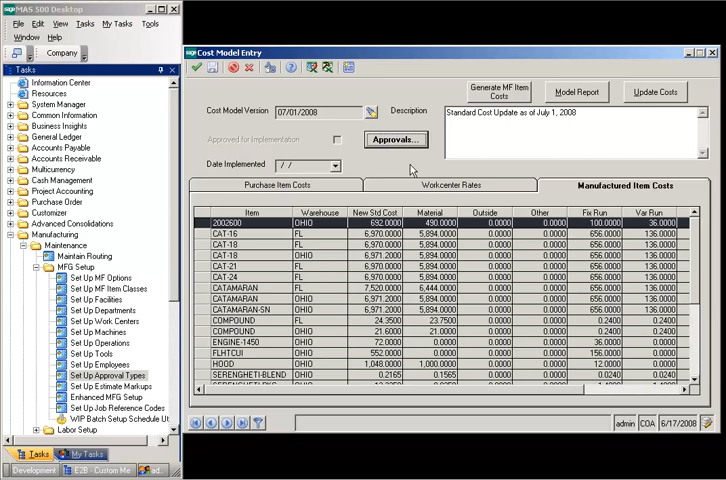 sage MAS 500 Desktop
File Edit View Tasks My Tasks Tools
Window Help
Company
Tasks
Information Center
Resources
System Manager
Common Information
Business Insights
General Ledger
Accounts Payable
Accounts Receivable
Multicurrency
Cash Management
Project Accounting
Purchase Order
Customizer
Advanced Consolidations
Manufacturing
Maintenance
Maintain Routing
MFG Setup
Set Up MF Options
Set Up MF Item Classes
Set Up Facilities
Set Up Departments
Set Up Work Centers
Set Up Machines
Set Up Operations
Set Up Tools
Set Up Employees
Set Up Approval Types
Set Up Estimate Markups
Enhanced MFG Setup
Set Up Job Reference Codes
WIP Batch Setup Schedule Ut
Labor Setup
Tasks My Tasks
Development E2B - Custom Me ad...
sage Cost Model Entry
Generate MF Item Costs Model Report Update Costs
Cost Model Version 07/01/2008 Description Standard Cost Update as of July 1, 2008
Approved for Implementation Approvals...
Date Implemented / /
Purchase Item Costs Workcenter Rates Manufactured Item Costs
Item Warehouse New Std Cost Material Outside Other Fix Run Var Run
2002600 OHIO 692.0000 490.0000 0.0000 0.0000 100.0000 36.0000
CAT-16 FL 6,970.0000 5,894.0000 0.0000 0.0000 656.0000 136.0000
CAT-18 FL 6,970.0000 5,894.0000 0.0000 0.0000 656.0000 136.0000
CAT-18 OHIO 6,971.2000 5,894.0000 0.0000 0.0000 656.0000 136.0000
CAT-21 FL 6,970.0000 5,894.0000 0.0000 0.0000 656.0000 136.0000
CAT-24 FL 6,970.0000 5,894.0000 0.0000 0.0000 656.0000 136.0000
CATAMARAN FL 7,520.0000 6,444.0000 0.0000 0.0000 656.0000 136.0000
CATAMARAN OHIO 6,971.2000 5,894.0000 0.0000 0.0000 656.0000 136.0000
CATAMARAN-SN OHIO 6,971.2000 5,894.0000 0.0000 0.0000 656.0000 136.0000
COMPOUND FL 24.3500 23.7500 0.0000 0.0000 0.2400 0.2400
COMPOUND OHIO 21.6000 21.0000 0.0000 0.0000 0.2400 0.2400
ENGINE-1450 OHIO 72.0000 0.0000 0.0000 0.0000 36.0000 0.0000
FLHTCUI OHIO 552.0000 0.0000 0.0000 0.0000 156.0000 0.0000
HOOD OHIO 1,048.0000 1,000.0000 0.0000 0.0000 12.0000 0.0000
SERENGHETI-BLEND OHIO 0.2165 0.1565 0.0000 0.0000 0.0240 0.0240
admin COA 6/17/2008